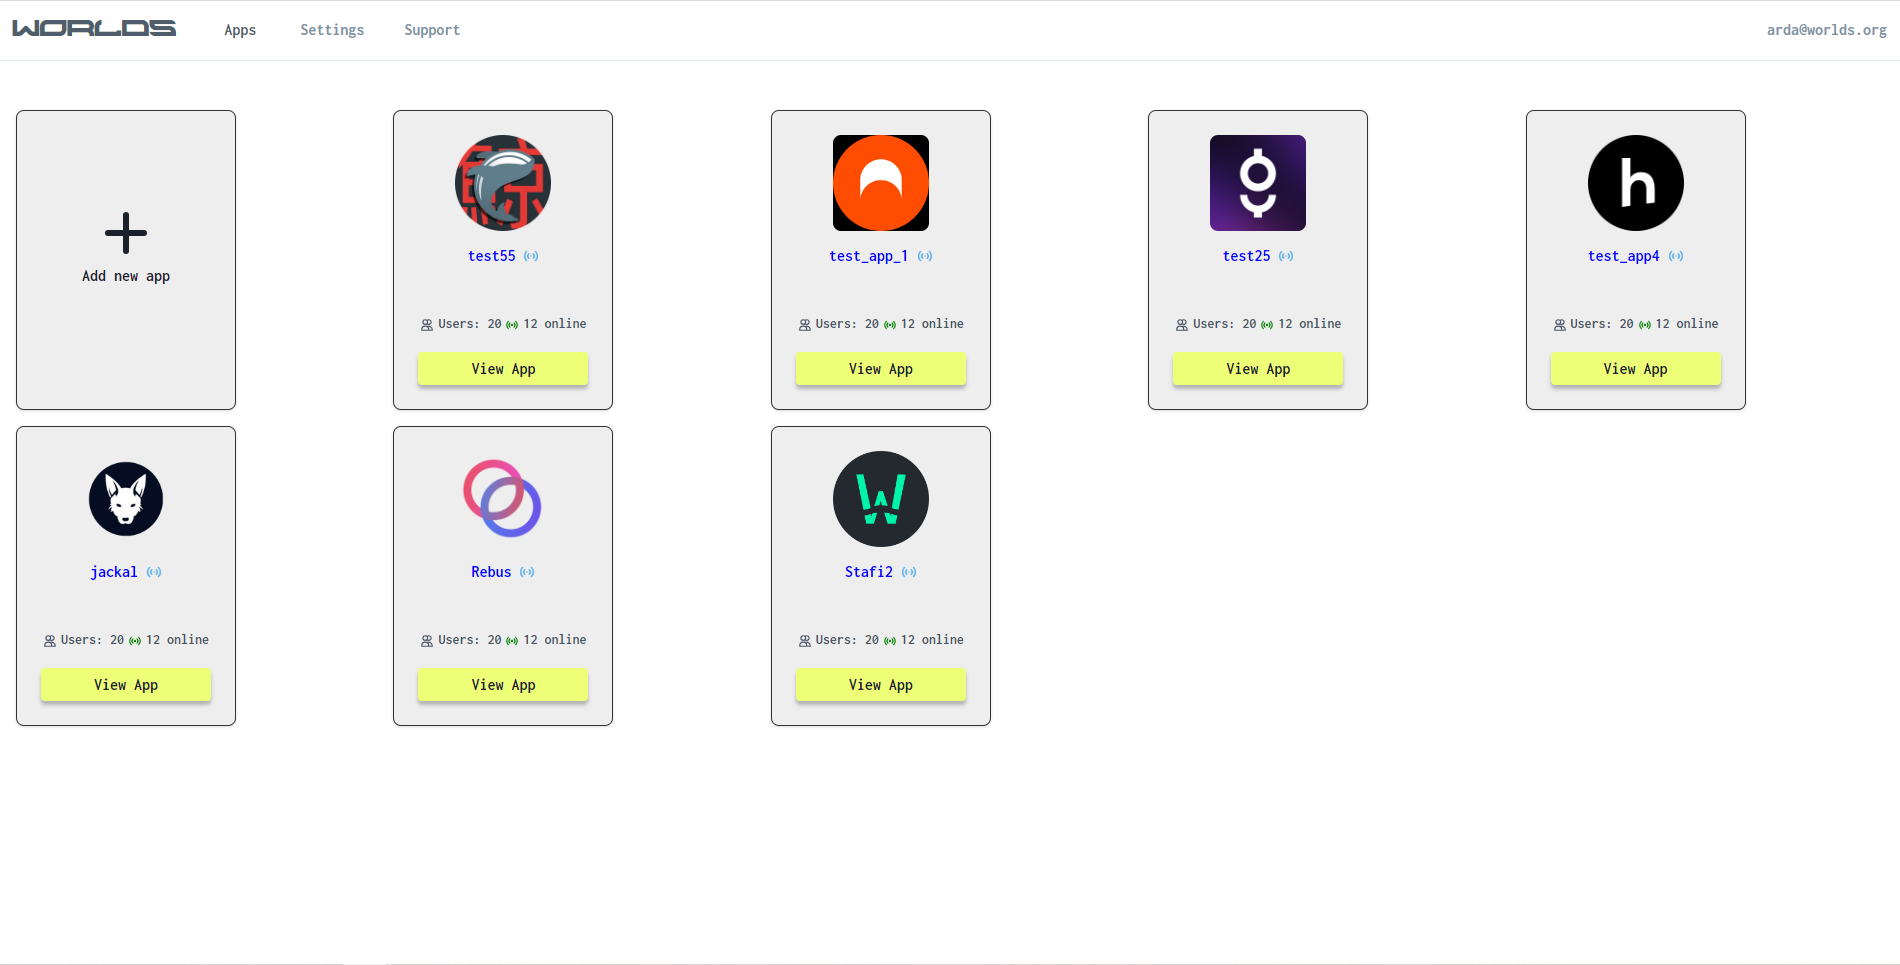 WORLDS Apps Settings Support arda@worlds.org
Add new app
test55
Users: 20 12 online
View App
test_app_1
Users: 20 12 online
View App
test25
Users: 20 12 online
View App
h
test_app4
Users: 20 12 online
View App
jackal
Users: 20 12 online
View App
Rebus
Users: 20 12 online
View App
W
Stafi2
Users: 20 12 online
View App